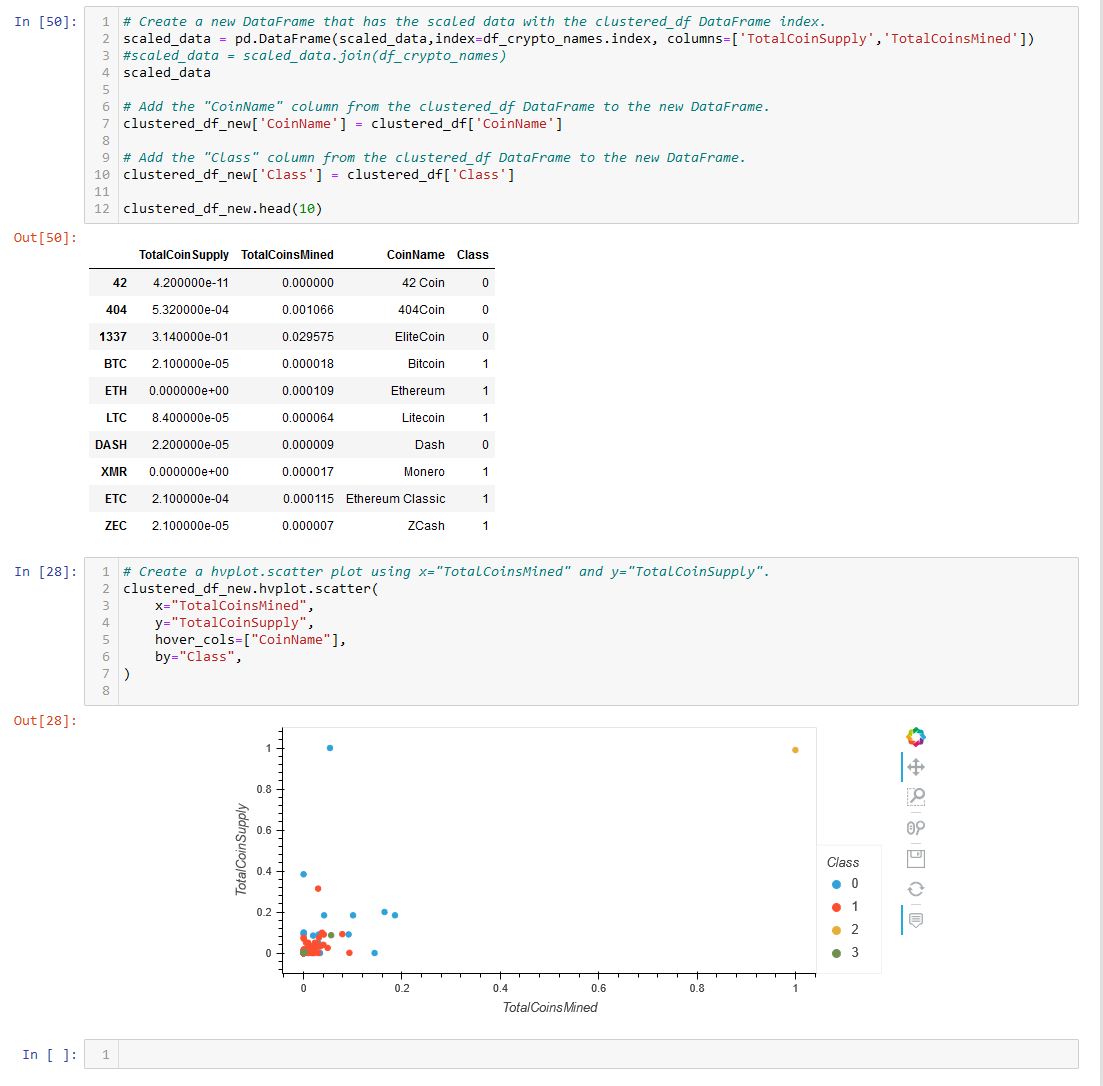 In [50]:
1 # Create a new DataFrame that has the scaled data with the clustered_df DataFrame index.
2 scaled_data = pd.DataFrame(scaled_data,index=df_crypto_names.index, columns=['TotalCoinSupply','TotalCoinsMined'])
3 #scaled_data = scaled_data.join(df_crypto_names)
4 scaled_data
5
6 # Add the "CoinName" column from the clustered_df DataFrame to the new DataFrame.
7 clustered_df_new['CoinName'] = clustered_df['CoinName']
8
9 # Add the "Class" column from the clustered_df DataFrame to the new DataFrame.
10 clustered_df_new['Class'] = clustered_df['Class']
11
12 clustered_df_new.head(10)
Out[50]:
TotalCoinSupply TotalCoinsMined CoinName Class
42 4.200000e-11 0.000000 42 Coin 0
404 5.320000e-04 0.001066 404Coin 0
1337 3.140000e-01 0.029575 EliteCoin 0
BTC 2.100000e-05 0.000018 Bitcoin 1
ETH 0.000000e+00 0.000109 Ethereum 1
LTC 8.400000e-05 0.000064 Litecoin 1
DASH 2.200000e-05 0.000009 Dash 0
XMR 0.000000e+00 0.000017 Monero 1
ETC 2.100000e-04 0.000115 Ethereum Classic 1
ZEC 2.100000e-05 0.000007 ZCash 1
In [28]:
1 # Create a hvplot.scatter plot using x="TotalCoinsMined" and y="TotalCoinSupply".
2 clustered_df_new.hvplot.scatter(
3 x="TotalCoinsMined",
4 y="TotalCoinSupply",
5 hover_cols=["CoinName"],
6 by="Class",
7 )
8
Out[28]:
TotalCoinSupply
1
0.8
0.6
0.4
0.2
0
0 0.2 0.4 0.6 0.8 1
TotalCoinsMined
Class
0
1
2
3
In [ ]:
1